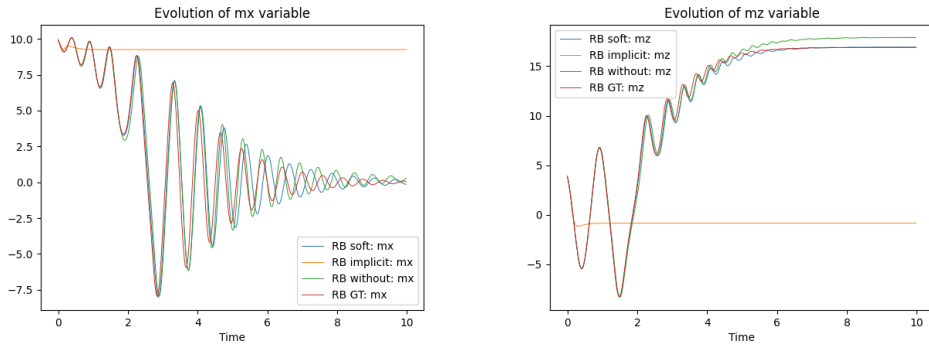 Evolution of mx variable
10.0
7.5
5.0
2.5
0.0
−2.5
−5.0
−7.5
0 2 4 6 8 10
Time
RB soft: mx
RB implicit: mx
RB without: mx
RB GT: mx
Evolution of mz variable
15
10
5
0
−5
0 2 4 6 8 10
Time
RB soft: mz
RB implicit: mz
RB without: mz
RB GT: mz